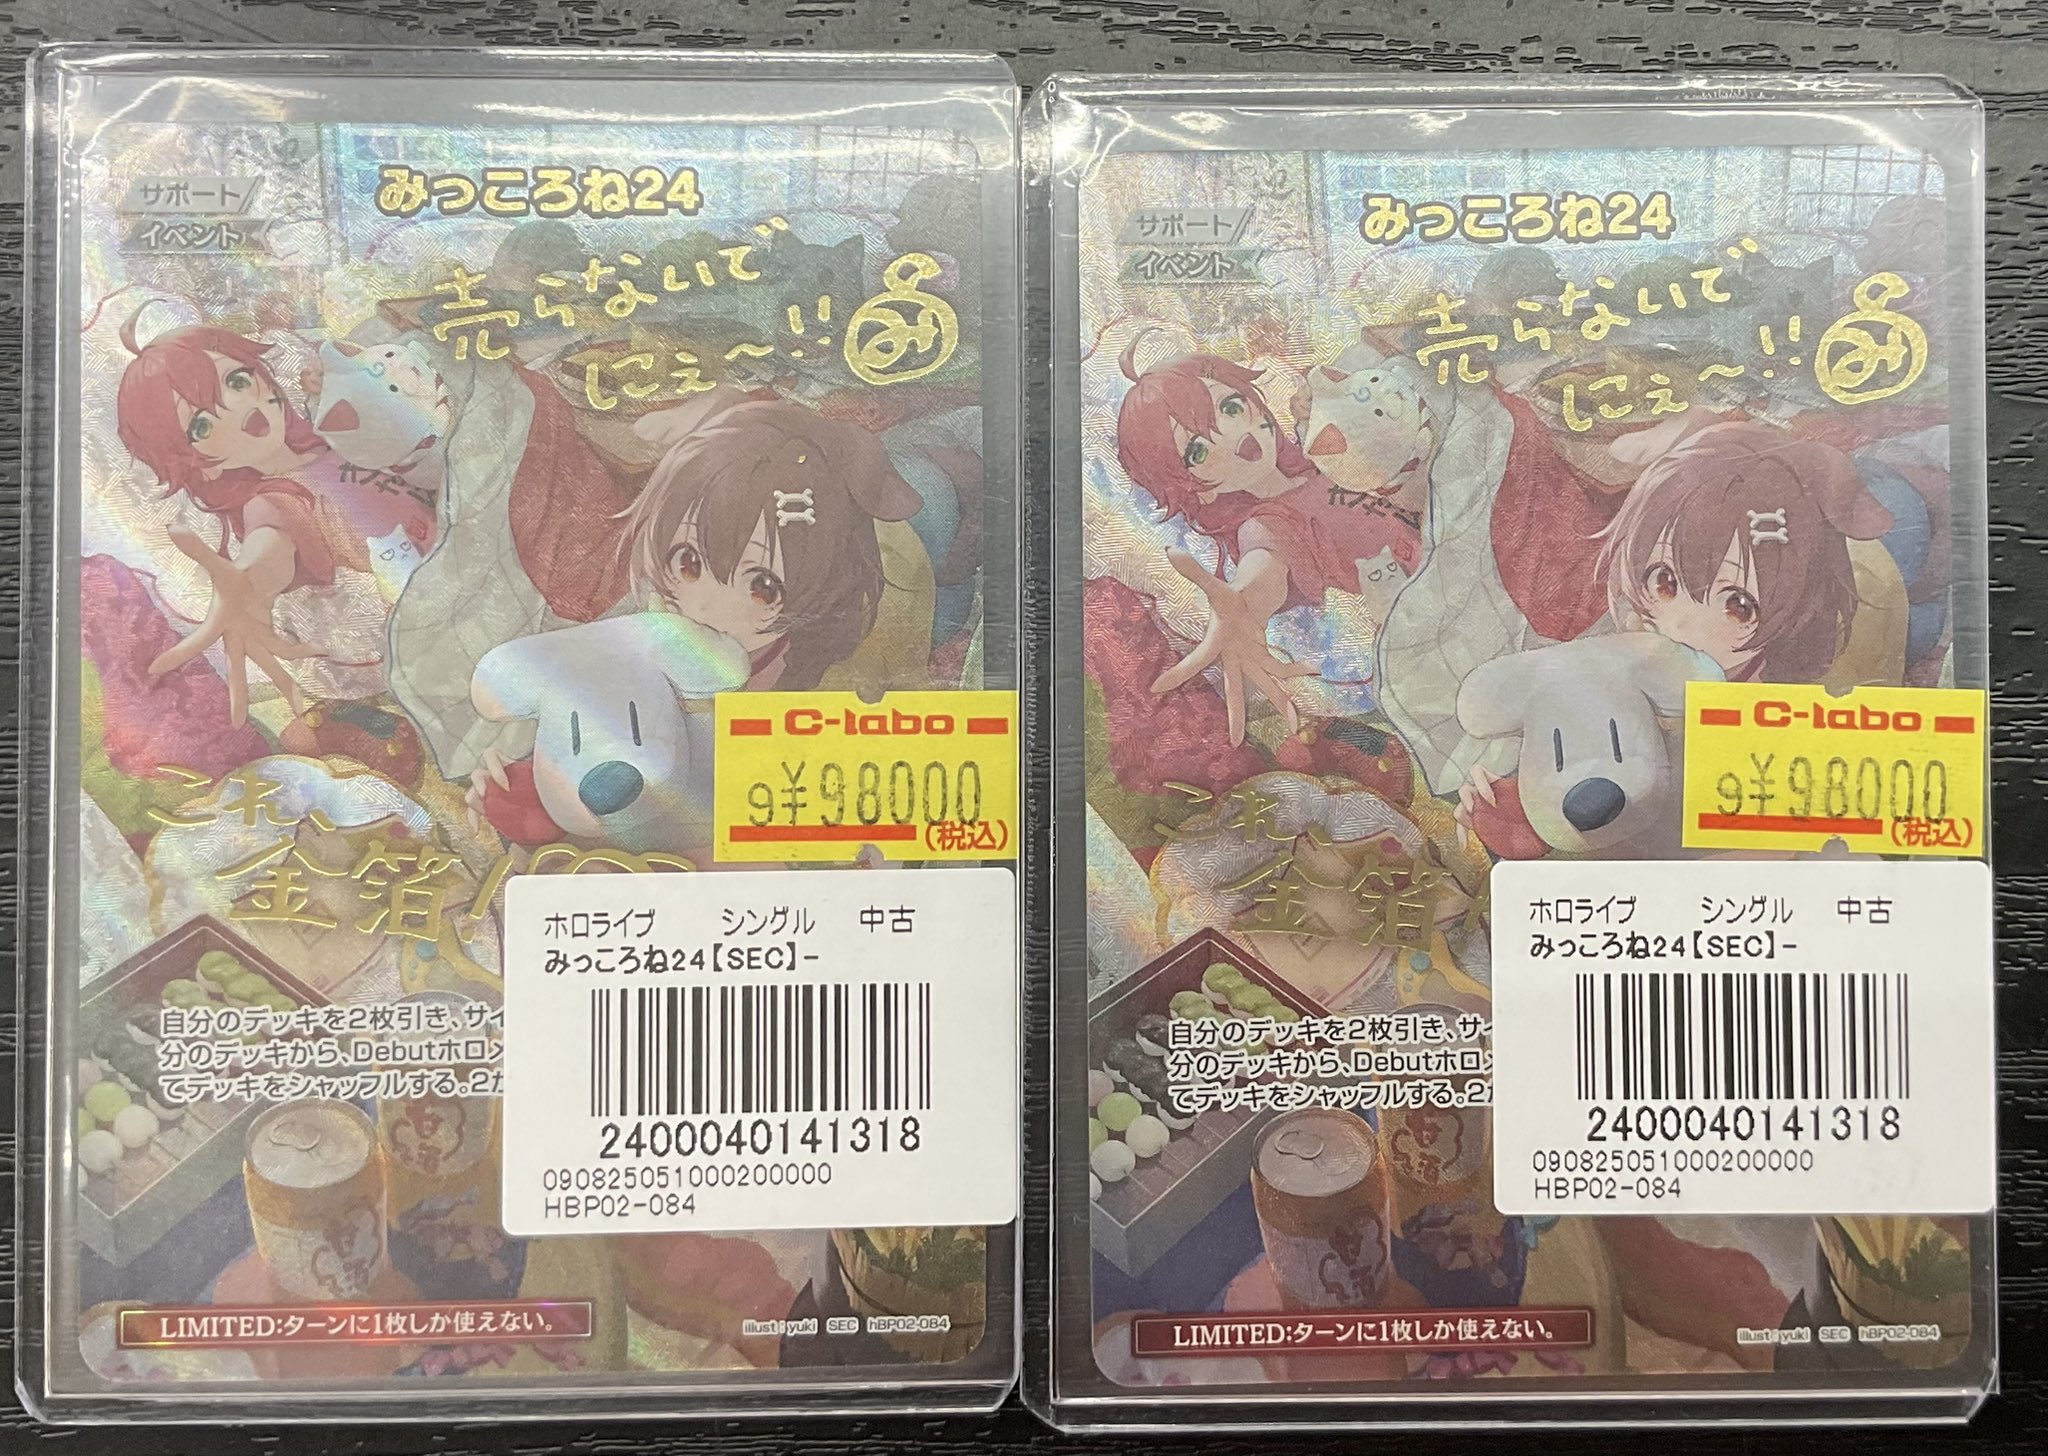 サポート
イベント
みっころね24
売らないで
にぇ～!!
み
これ、
金箔!
C-labo
9¥98000
(税込)
ホロライブ シングル 中古
みっころね24【SEC】-
2400040141318
0908250510002​00000
HBP02-084
自分のデッキを2枚引き、サイ
分のデッキから、Debutホロメ
てデッキをシャッフルする。2か
LIMITED:ターンに1枚しか使えない。
illust:yuki SEC hBP02-084
サポート
イベント
みっころね24
売らないで
にぇ～!!
み
これ、
金箔!
C-labo
9¥98000
(税込)
ホロライブ シングル 中古
みっころね24【SEC】-
2400040141318
090825051000200000
HBP02-084
自分のデッキを2枚引き、サイ
分のデッキから、Debutホロメ
てデッキをシャッフルする。2か
LIMITED:ターンに1枚しか使えない。
illust:yuki SEC hBP02-084